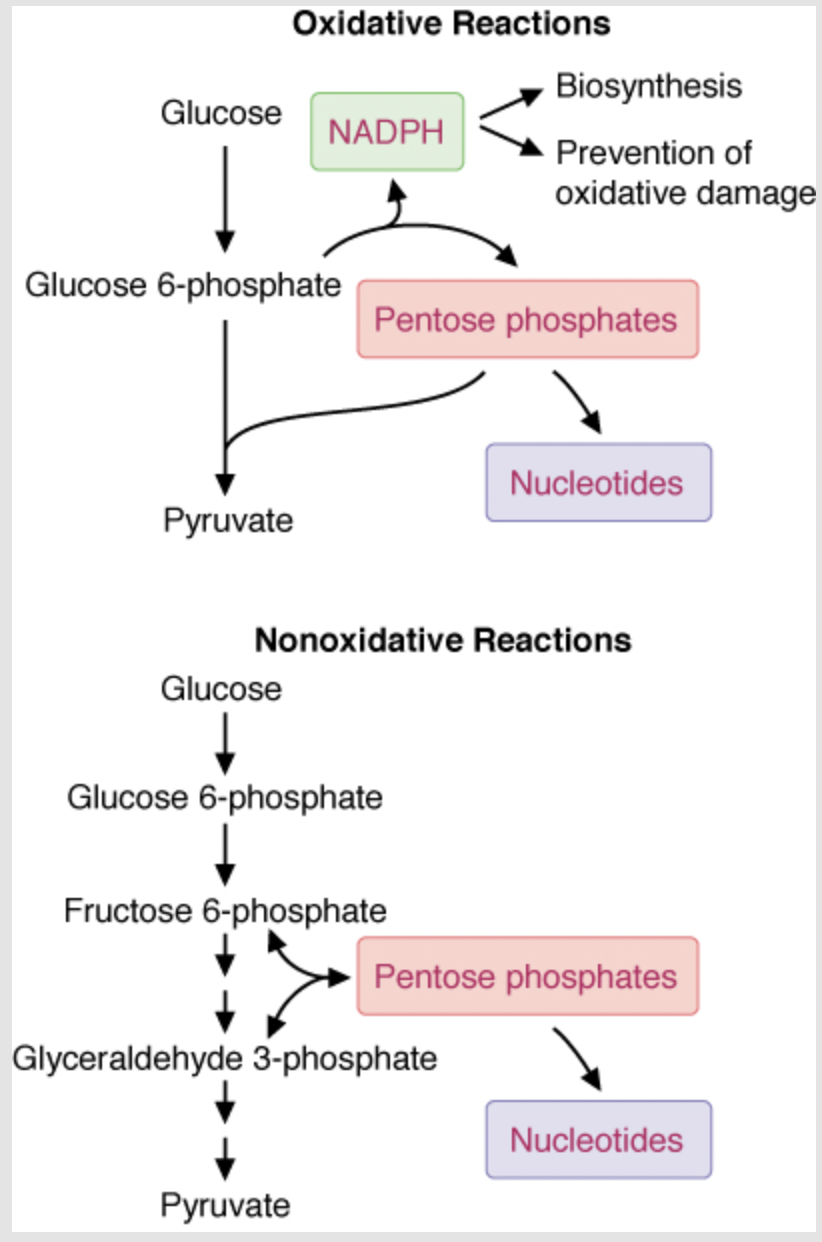 Oxidative Reactions
Glucose
NADPH
Biosynthesis
Prevention of
oxidative damage
Glucose 6-phosphate
Pentose phosphates
Nucleotides
Pyruvate
Nonoxidative Reactions
Glucose
Glucose 6-phosphate
Fructose 6-phosphate
Pentose phosphates
Glyceraldehyde 3-phosphate
Nucleotides
Pyruvate